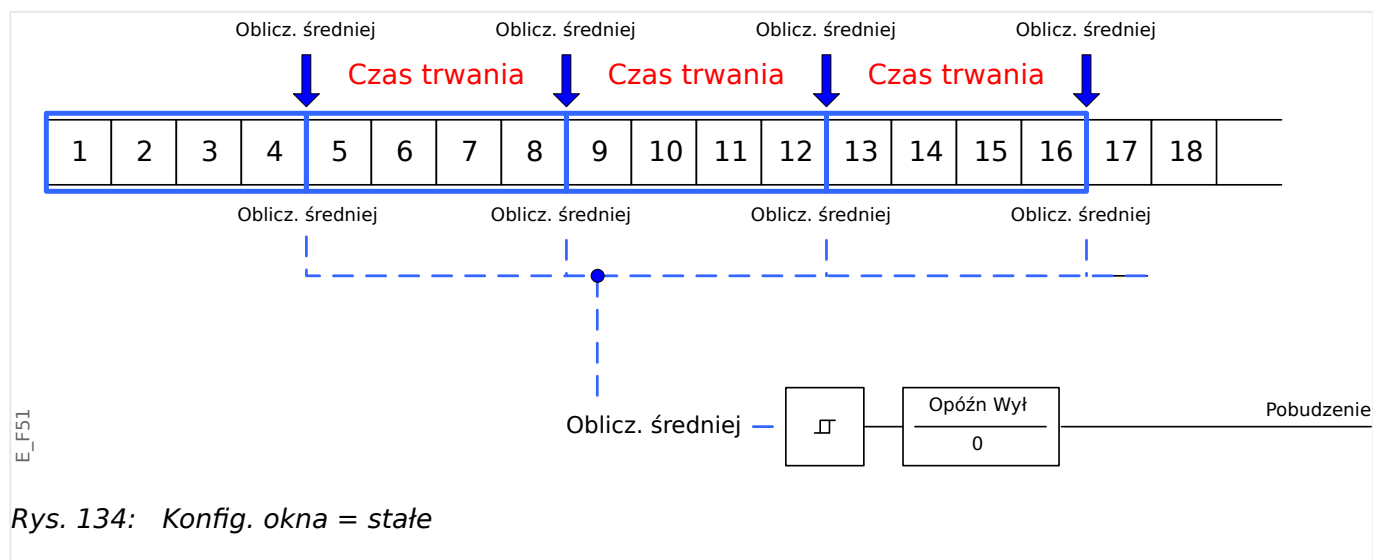 Oblicz. średniej Oblicz. średniej Oblicz. średniej Oblicz. średniej
Czas trwania Czas trwania Czas trwania
1 2 3 4 5 6 7 8 9 10 11 12 13 14 15 16 17 18
Oblicz. średniej Oblicz. średniej Oblicz. średniej Oblicz. średniej
Opóźn Wył
Pobudzenie
Oblicz. średniej
0
E_F51
Rys. 134: Konfig. okna = stałe